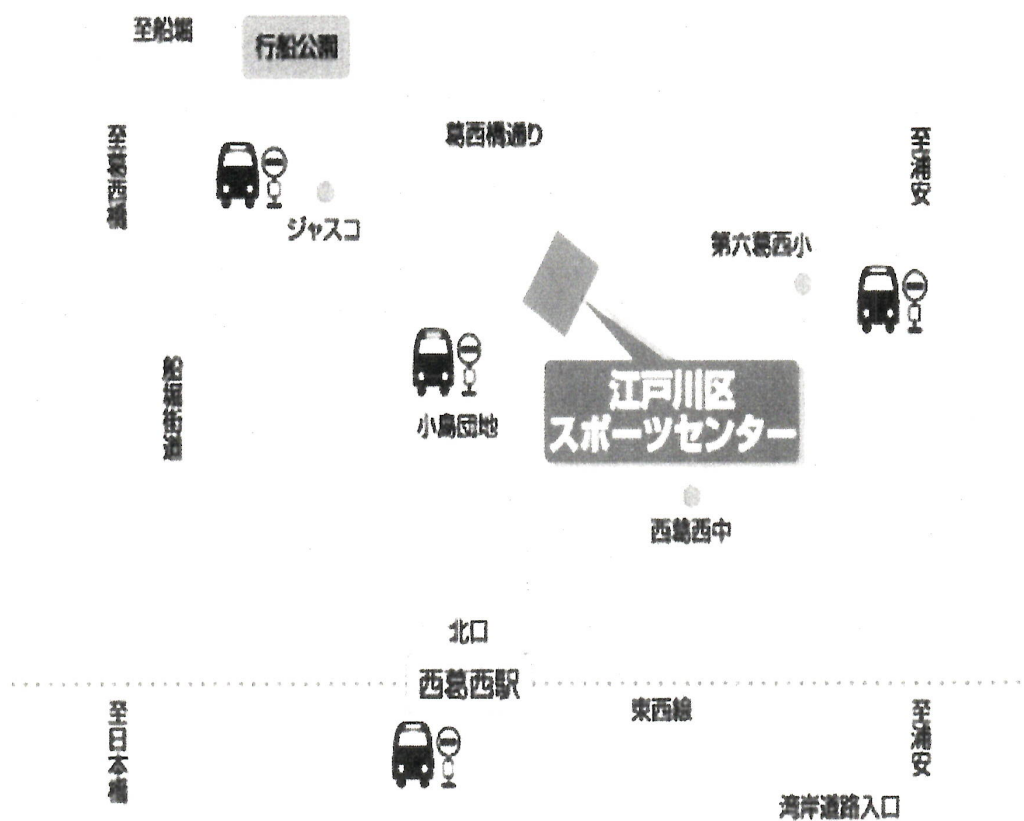 至船堀
行船公園
至葛西橋
葛西橋通り
至浦安
ジャスコ
第六葛西小
船堀街道
小島団地
江戸川区
スポーツセンター
西葛西中
北口
西葛西駅
東西線
至日本橋
至浦安
湾岸道路入口